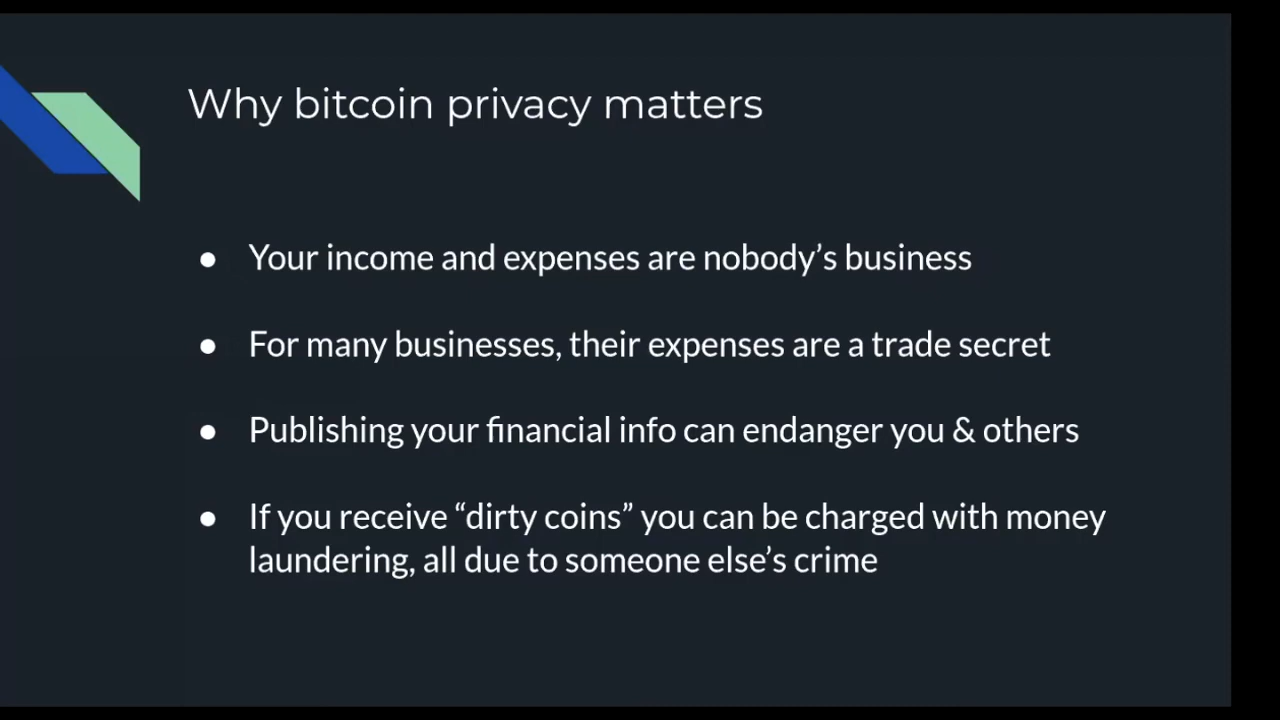 Why bitcoin privacy matters
● Your income and expenses are nobody’s business
● For many businesses, their expenses are a trade secret
● Publishing your financial info can endanger you & others
● If you receive “dirty coins” you can be charged with money
laundering, all due to someone else’s crime